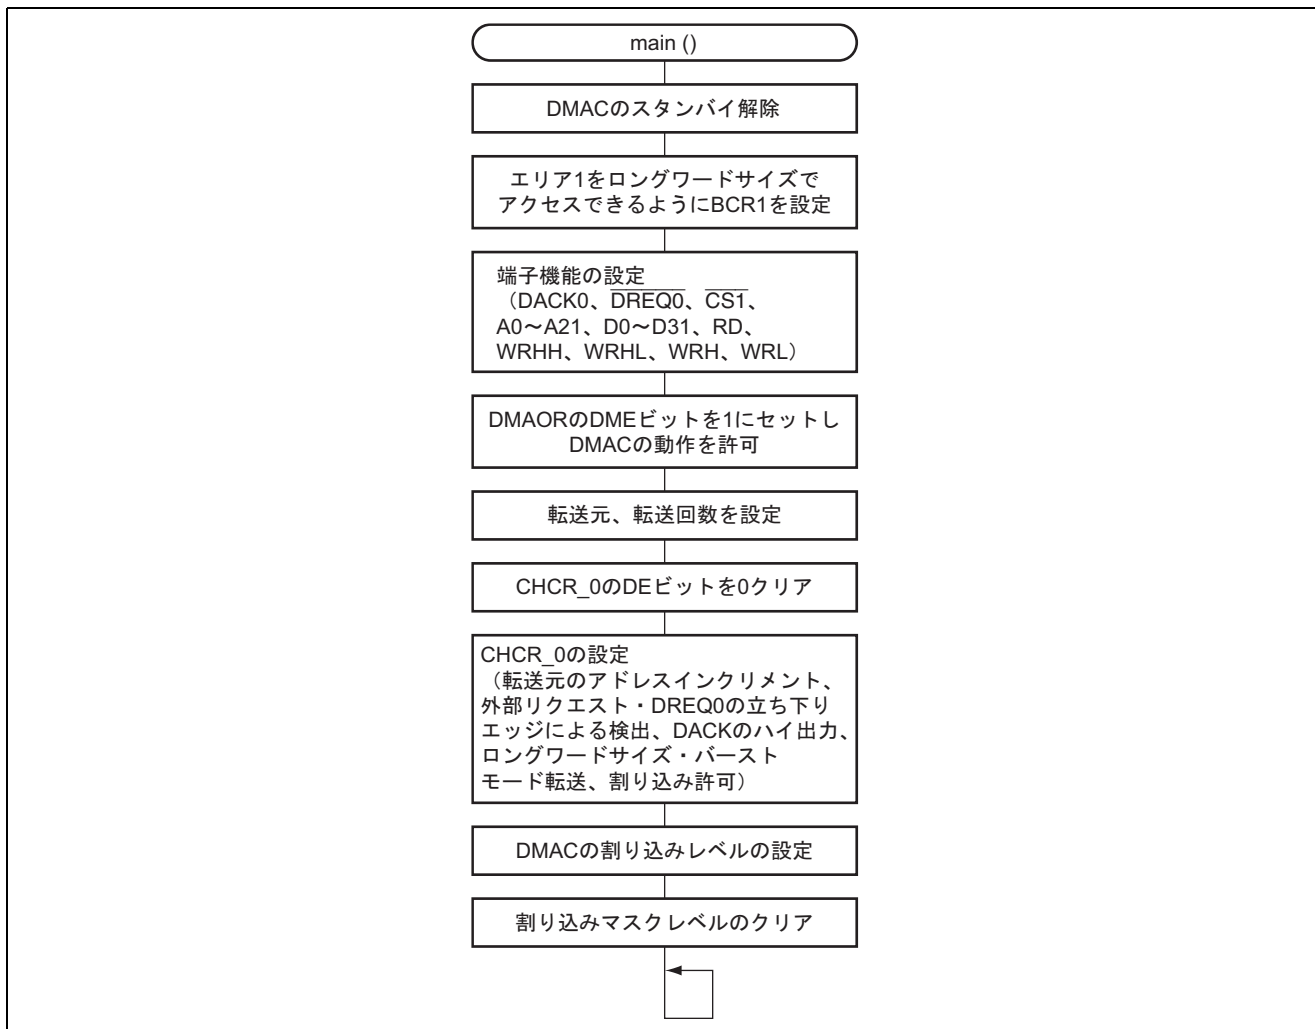 main ()
DMACのスタンバイ解除
エリア1をロングワードサイズで
アクセスできるようにBCR1を設定
端子機能の設定
（DACK0、DREQ0、CS1、
A0～A21、D0～D31、RD、
WRHH、WRHL、WRH、WRL）
DMAORのDMEビットを1にセットし
DMACの動作を許可
転送元、転送回数を設定
CHCR_0のDEビットを0クリア
CHCR_0の設定
（転送元のアドレスインクリメント、
外部リクエスト・DREQ0の立ち下り
エッジによる検出、DACKのハイ出力、
ロングワードサイズ・バースト
モード転送、割り込み許可）
DMACの割り込みレベルの設定
割り込みマスクレベルのクリア